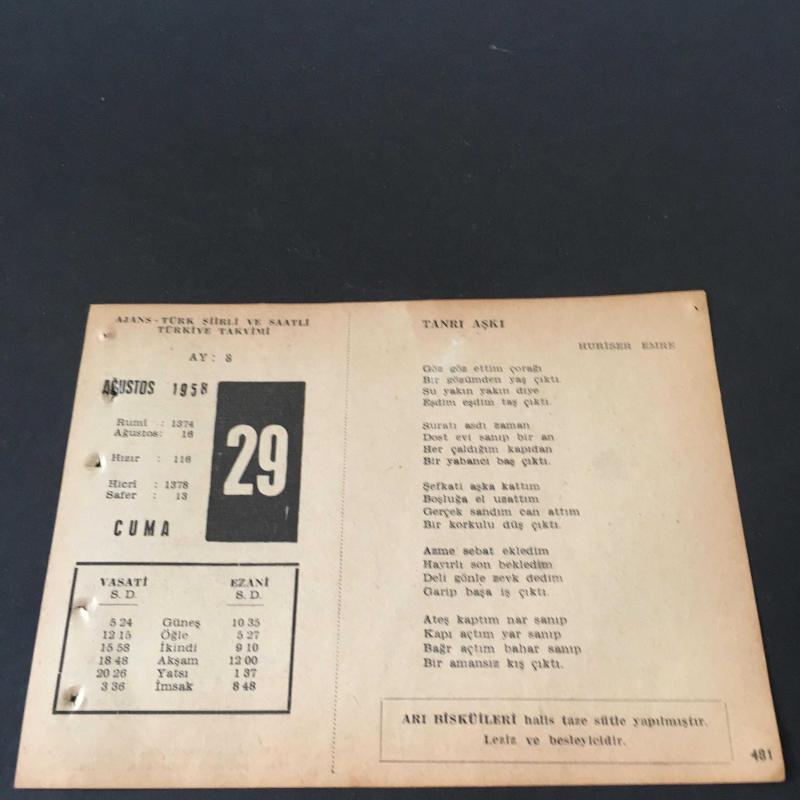 AJANS - TÜRK ŞİİRLİ VE SAATLİ
TÜRKİYE TAKVİMİ
AY : 8
AĞUSTOS 1958
Rumî : 1374
Ağustos: 16
Hızır : 116
Hicrî : 1378
Safer : 13
CUMA
29
VASATİ EZANİ
S. D. S. D.
5 24 Güneş 10 35
12 15 Öğle 5 27
15 58 İkindi 9 10
18 48 Akşam 12 00
20 26 Yatsı 1 37
3 36 İmsak 8 48
TANRI AŞKI
HURİSER EMRE
Göz göz ettim çorağı
Bir gözümden yaş çıktı.
Su yakın yakın diye
Eşdim eşdim taş çıktı.
Suratı asdı zaman
Dost evi sanıp bir an
Her çaldığım kapıdan
Bir yabancı baş çıktı.
Şefkati aşka kattım
Boşluğa el uzattım
Gerçek sandım can attım
Bir korkulu düş çıktı.
Azme sebat ekledim
Hayırlı son bekledim
Deli gönle zevk dedim
Garip başa iş çıktı.
Ateş kaptım nar sanıp
Kapı açtım yar sanıp
Bağr açtım bahar sanıp
Bir amansız kış çıktı.
ARI BİSKÜİLERİ halis taze sütle yapılmıştır.
Leziz ve besleyicidir.
481